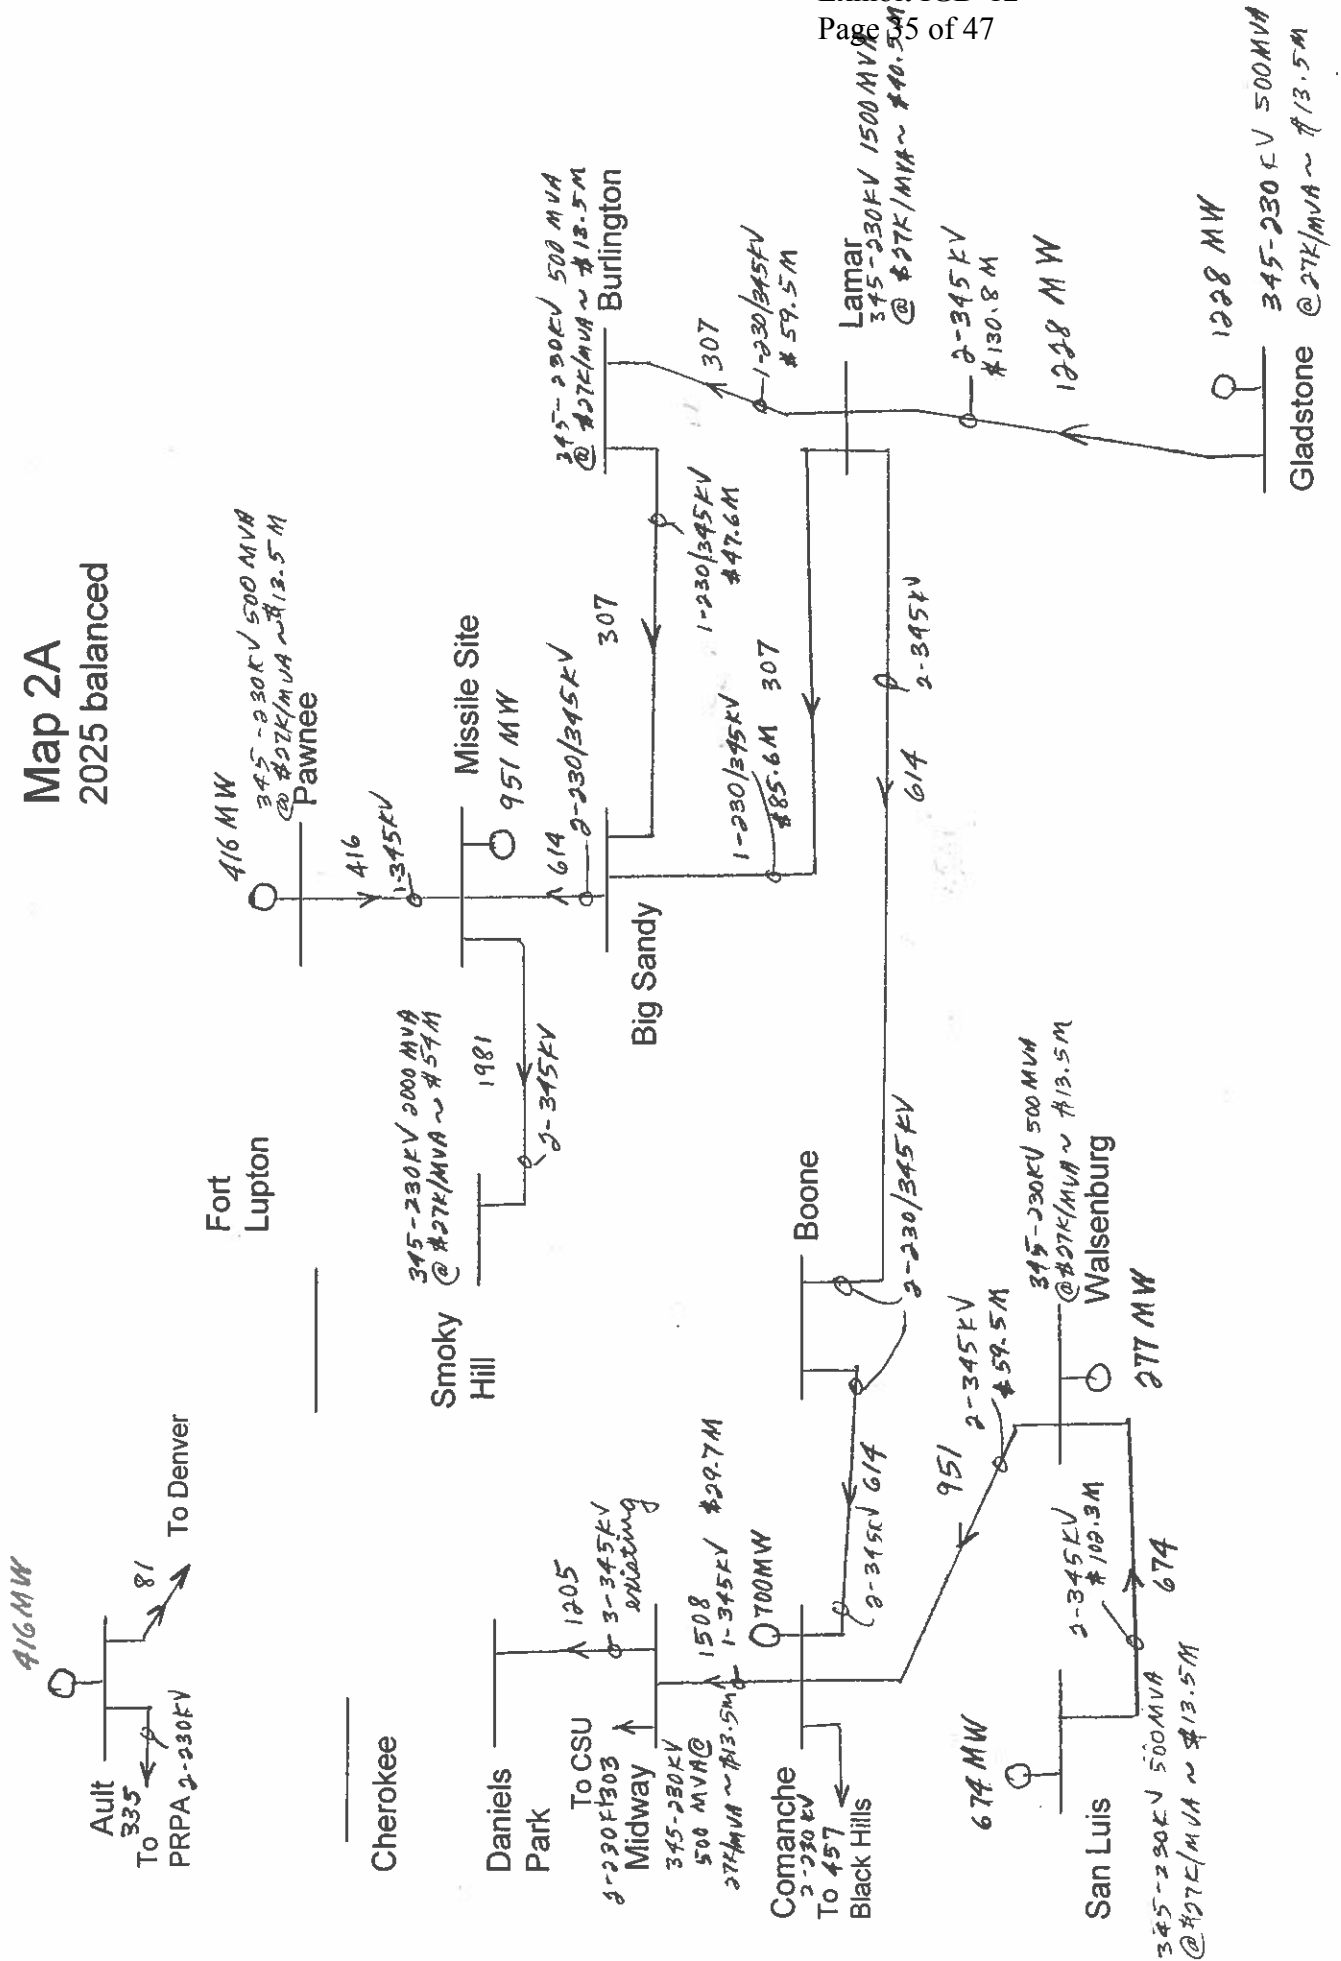 Page 35 of 47
Map 2A
2025 balanced
416 MW
Ault
335
To
PRPA 2-230KV
81
To Denver
Fort
Lupton
Cherokee
416 MW
345-230KV 500 MVA
@ $27K/MVA ~ $13.5M
Pawnee
416
1-345KV
Missile Site
951 MW
614
2-230/345KV
Big Sandy
345-230KV 2000 MVA
@ $27K/MVA ~ $54M
Smoky
Hill
1981
2-345KV
345-230KV 500 MVA
@ $27K/MVA ~ $13.5M
Burlington
307
1-230/345KV
$47.6M
307
1-230/345KV
$59.5M
1-230/345KV
$85.6M
307
Lamar
345-230KV 1500 MVA
@ $27K/MVA ~ $40.5M
2-345KV
$130.8M
1228 MW
1228 MW
Gladstone
345-230KV 500MVA
@27K/MVA ~ $13.5M
2-345KV
614
Boone
2-230/345KV
614
2-345KV
Daniels
Park
1205
3-345KV
existing
To CSU
2-230KV 303
Midway
345-230KV
500 MVA@
27K/MVA ~ $13.5M
1508
1-345KV $29.7M
700MW
Comanche
2-230KV
To 457
Black Hills
951
2-345KV
$59.5M
345-230KV 500MVA
@ $27K/MVA ~ $13.5M
Walsenburg
277 MW
2-345KV
$102.3M
674
674 MW
San Luis
345-230KV 500MVA
@ $27K/MVA ~ $13.5M